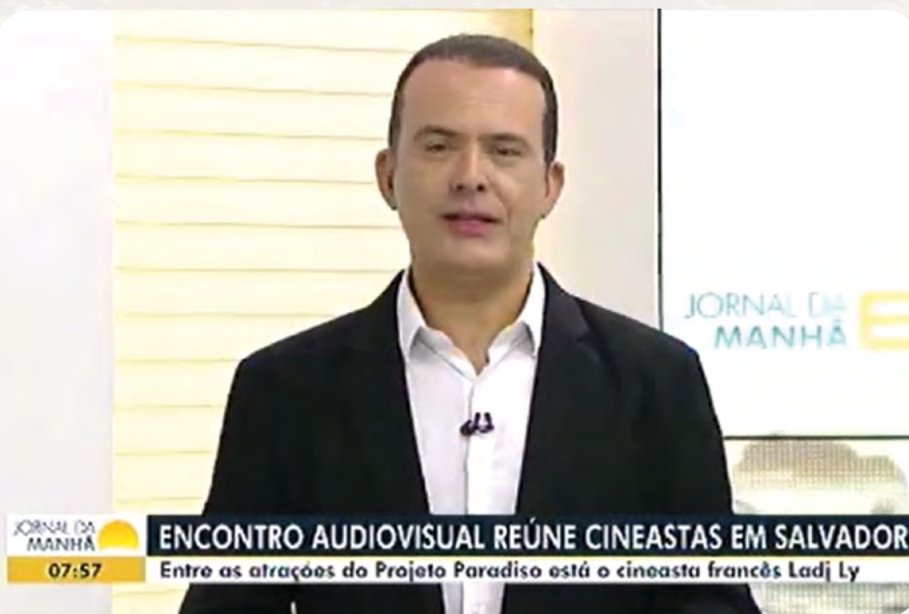 JORNAL DA
MANHÃ
JORNAL DA
MANHÃ
07:57
ENCONTRO AUDIOVISUAL REÚNE CINEASTAS EM SALVADOR
Entre as atrações do Projeto Paradiso está o cineasta francês Ladj Ly